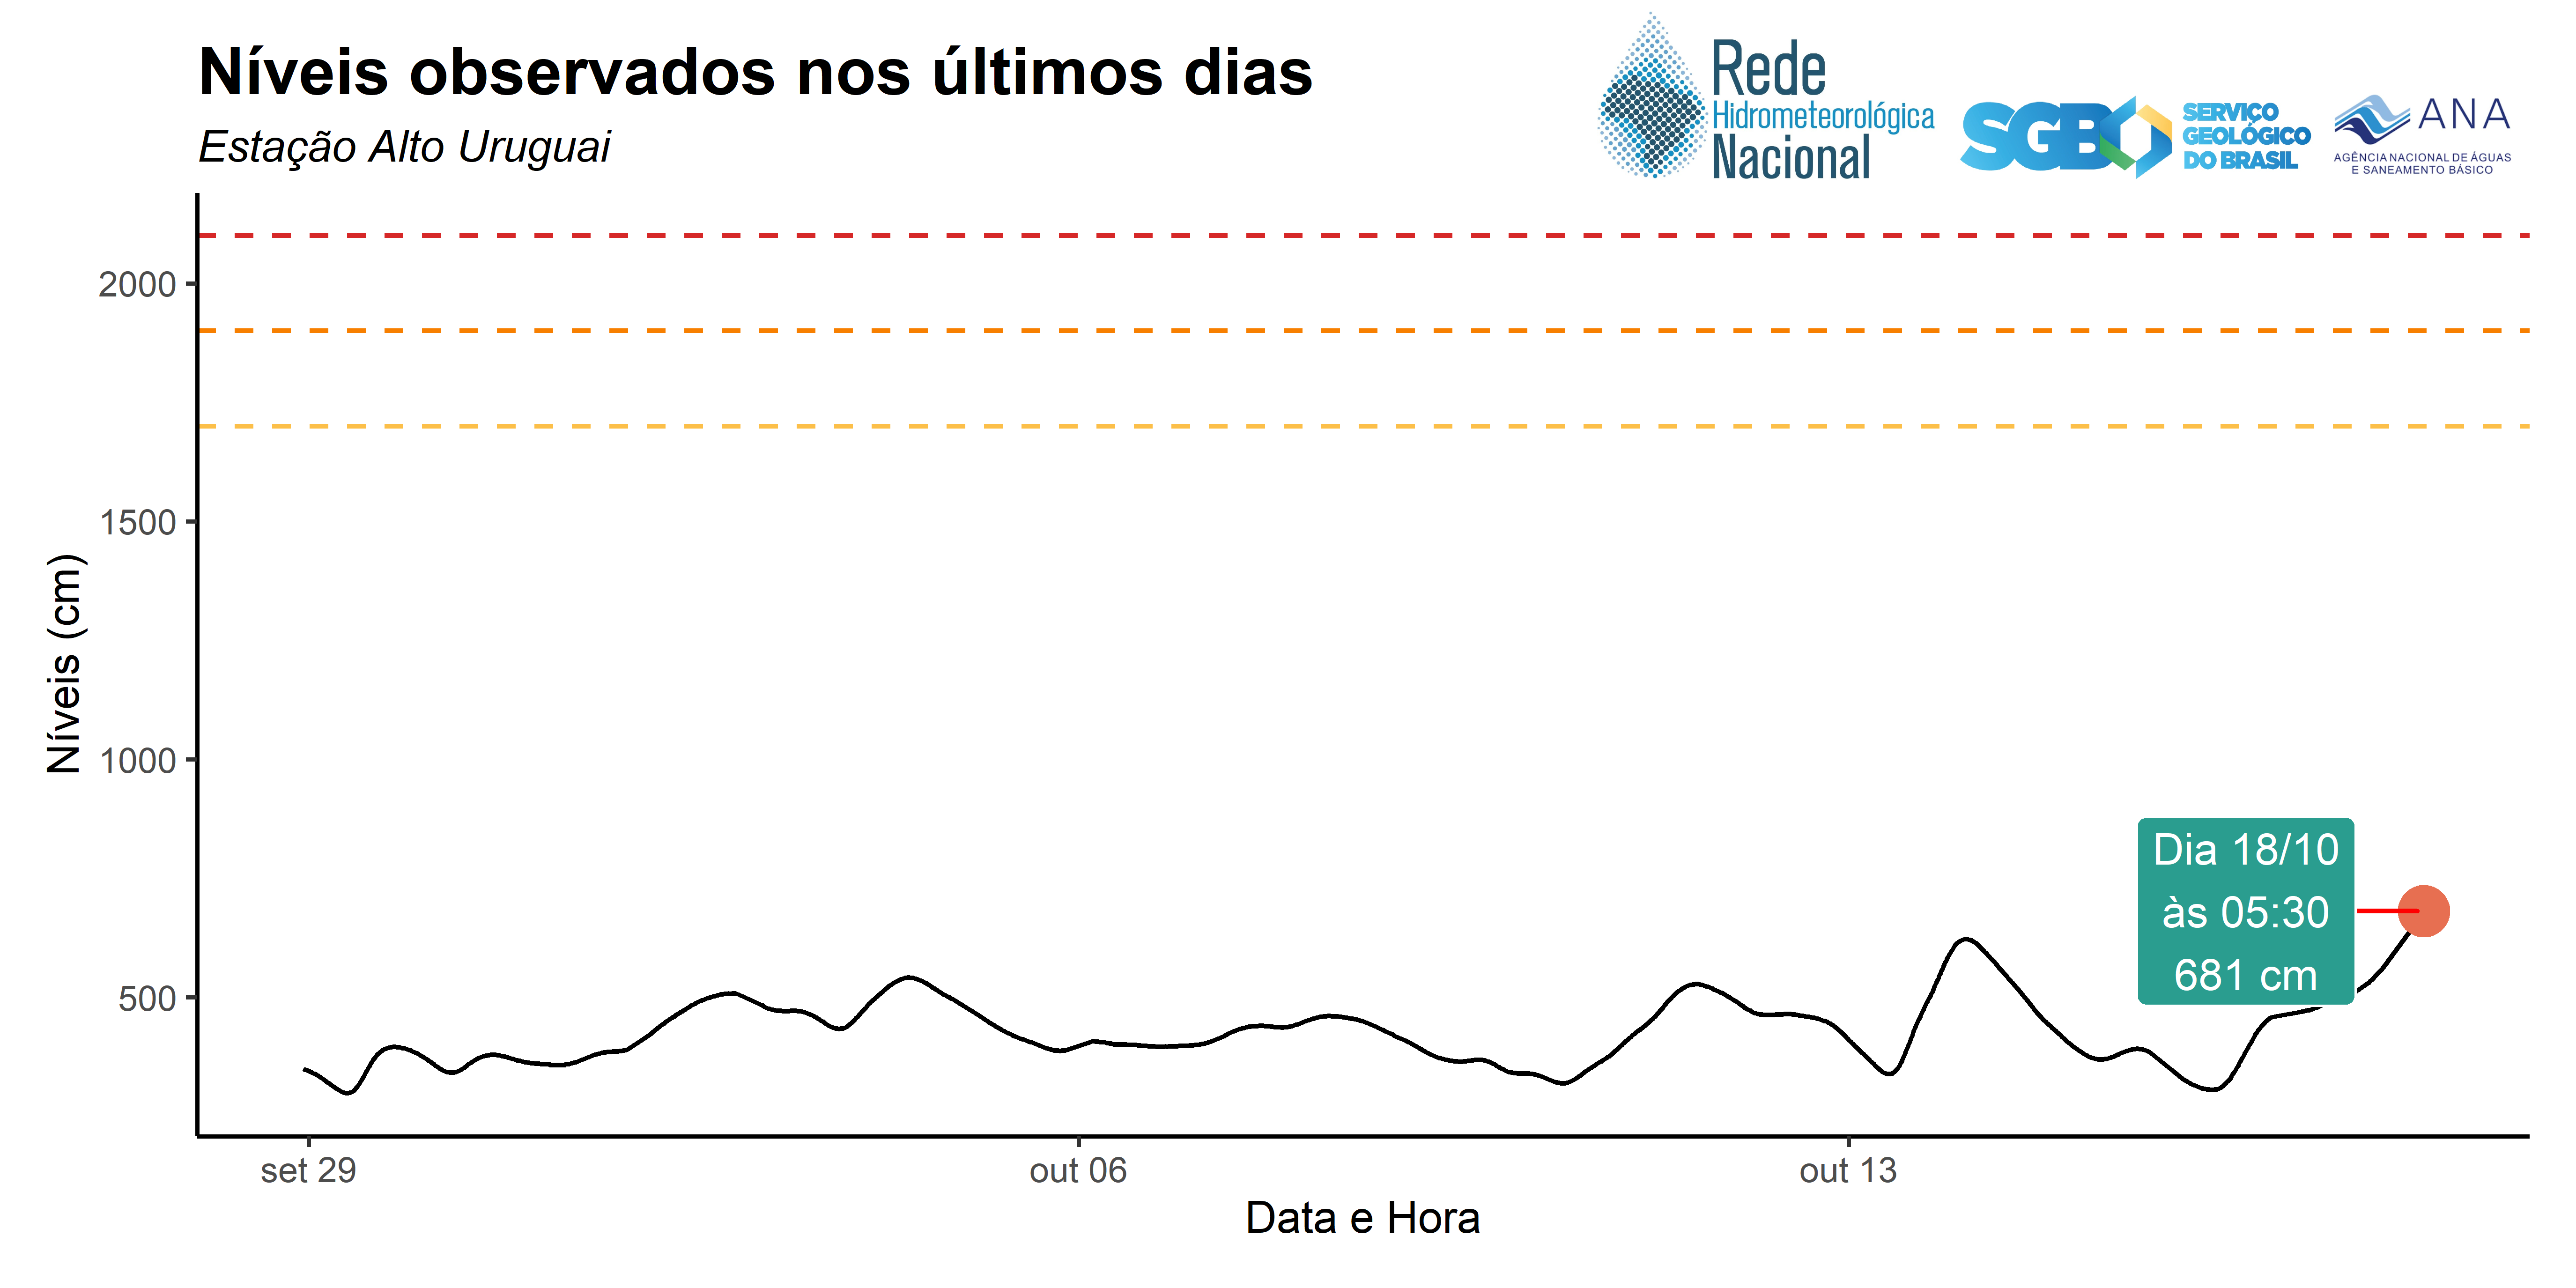 Níveis observados nos últimos dias
Estação Alto Uruguai
Rede
Hidrometeorológica
Nacional
SGB
SERVIÇO
GEOLÓGICO
DO BRASIL
ANA
AGÊNCIA NACIONAL DE ÁGUAS
E SANEAMENTO BÁSICO
2000
1500
1000
500
Níveis (cm)
Dia 18/10
às 05:30
681 cm
set 29
out 06
out 13
Data e Hora